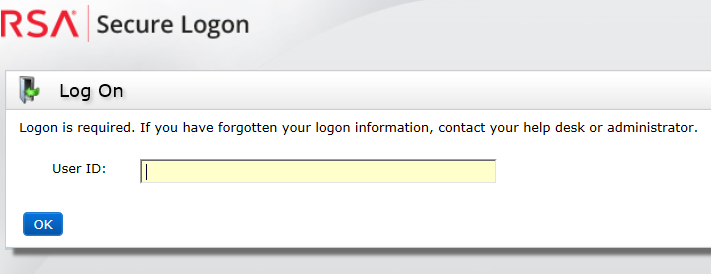 RSA Secure Logon
Log On
Logon is required. If you have forgotten your logon information, contact your help desk or administrator.
User ID:
OK